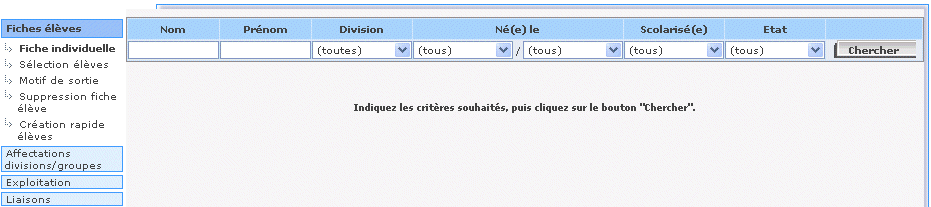 Fiches élèves
Fiche individuelle
Sélection élèves
Motif de sortie
Suppression fiche
élève
Création rapide
élèves
Affectations
divisions/groupes
Exploitation
Liaisons
Nom Prénom Division Né(e) le Scolarisé(e) Etat
(toutes) (tous) / (tous) (tous) (tous) Chercher
Indiquez les critères souhaités, puis cliquez sur le bouton "Chercher".